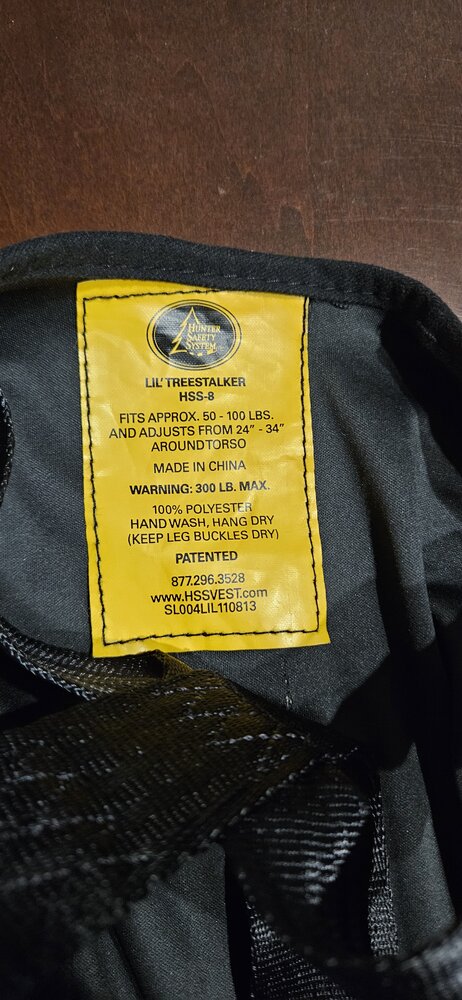 HUNTER
SAFETY
SYSTEM
LIL' TREESTALKER
HSS-8
FITS APPROX. 50 - 100 LBS.
AND ADJUSTS FROM 24" - 34"
AROUND TORSO
MADE IN CHINA
WARNING: 300 LB. MAX.
100% POLYESTER
HAND WASH, HANG DRY
(KEEP LEG BUCKLES DRY)
PATENTED
877.296.3528
www.HSSVEST.com
SL004LIL110813